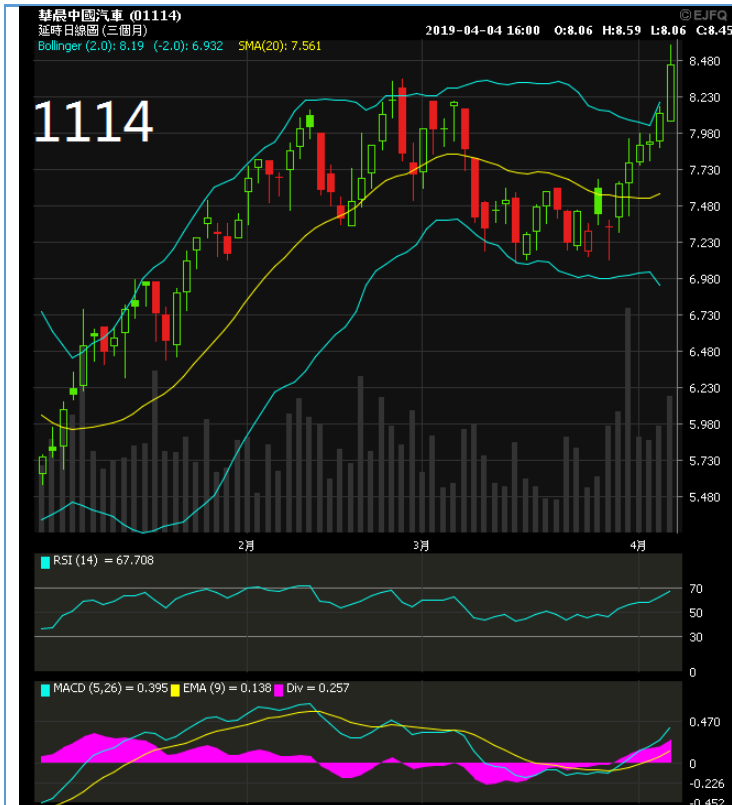 華晨中國汽車 (01114)
©EJFQ
延時日線圖 (三個月)
2019-04-04 16:00 O:8.06 H:8.59 L:8.06 C:8.45
Bollinger (2.0): 8.19 (-2.0): 6.932 SMA(20): 7.561
8.480
8.230
1114
7.980
7.730
7.480
7.230
6.980
6.730
6.480
6.230
5.980
5.730
5.480
2月 3月 4月
RSI (14) = 67.708
70
50
30
0
MACD (5,26) = 0.395 EMA (9) = 0.138 Div = 0.257
0.470
0
-0.226
-0.452